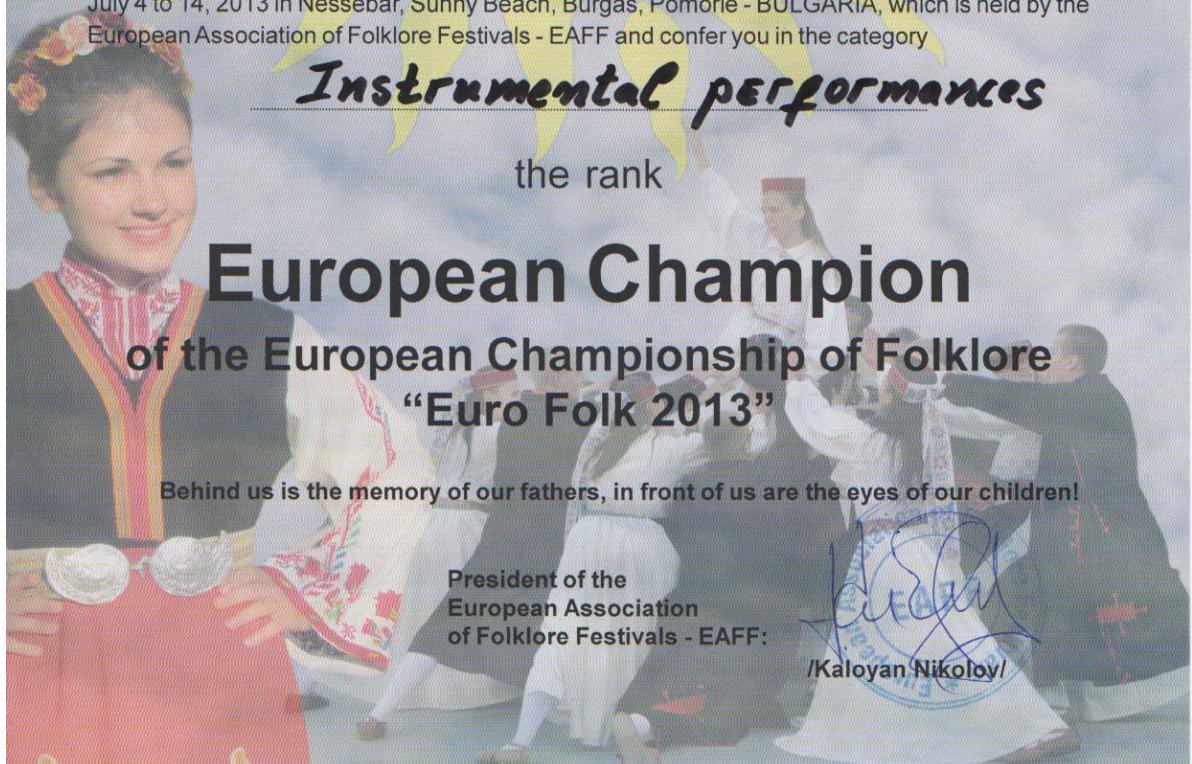 July 4 to 14, 2013 in Nessebar, Sunny Beach, Burgas, Pomorie - BULGARIA, which is held by the
European Association of Folklore Festivals - EAFF and confer you in the category
Instrumental performances
the rank
European Champion
of the European Championship of Folklore
“Euro Folk 2013”
Behind us is the memory of our fathers, in front of us are the eyes of our children!
President of the
European Association
of Folklore Festivals - EAFF:
/Kaloyan Nikolov/